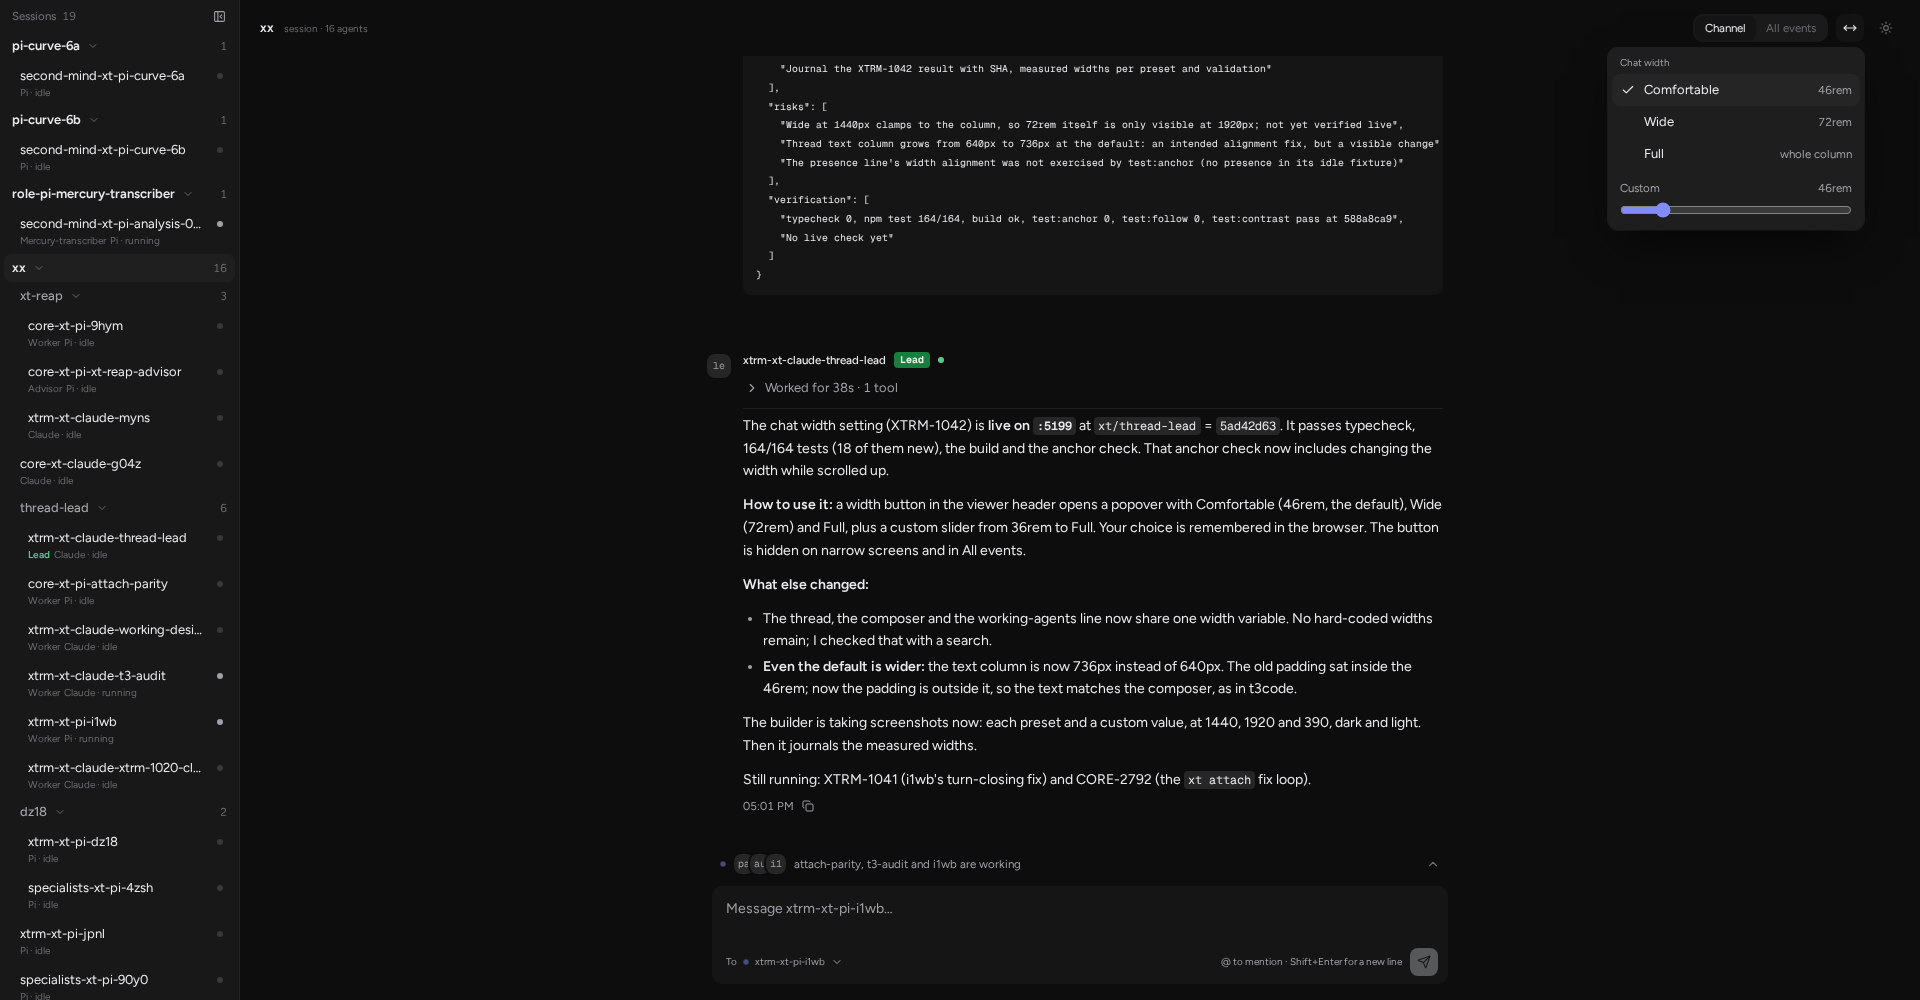 Sessions 19
pi-curve-6a 1
second-mind-xt-pi-curve-6a
Pi · idle
pi-curve-6b 1
second-mind-xt-pi-curve-6b
Pi · idle
role-pi-mercury-transcriber 1
second-mind-xt-pi-analysis-0...
Mercury-transcriber Pi · running
xx 16
xt-reap 3
core-xt-pi-9hym
Worker Pi · idle
core-xt-pi-xt-reap-advisor
Advisor Pi · idle
xtrm-xt-claude-myns
Claude · idle
core-xt-claude-g04z
Claude · idle
thread-lead 6
xtrm-xt-claude-thread-lead
Lead Claude · idle
core-xt-pi-attach-parity
Worker Pi · idle
xtrm-xt-claude-working-desi...
Worker Claude · idle
xtrm-xt-claude-t3-audit
Worker Claude · running
xtrm-xt-pi-i1wb
Worker Pi · running
xtrm-xt-claude-xtrm-1020-cl...
Worker Claude · idle
dz18 2
xtrm-xt-pi-dz18
Pi · idle
specialists-xt-pi-4zsh
Pi · idle
xtrm-xt-pi-jpnl
Pi · idle
specialists-xt-pi-90y0
Pi · idle
xx session · 16 agents
Channel All events
Chat width
Comfortable 46rem
Wide 72rem
Full whole column
Custom 46rem
"Journal the XTRM-1042 result with SHA, measured widths per preset and validation"
],
"risks": [
"Wide at 1440px clamps to the column, so 72rem itself is only visible at 1920px; not yet verified live",
"Thread text column grows from 640px to 736px at the default: an intended alignment fix, but a visible change"
"The presence line's width alignment was not exercised by test:anchor (no presence in its idle fixture)"
],
"verification": [
"typecheck 0, npm test 164/164, build ok, test:anchor 0, test:follow 0, test:contrast pass at 588a8ca9",
"No live check yet"
]
}
le xtrm-xt-claude-thread-lead Lead
Worked for 38s · 1 tool
The chat width setting (XTRM-1042) is live on :5199 at xt/thread-lead = 5ad42d63. It passes typecheck,
164/164 tests (18 of them new), the build and the anchor check. That anchor check now includes changing the
width while scrolled up.
How to use it: a width button in the viewer header opens a popover with Comfortable (46rem, the default), Wide
(72rem) and Full, plus a custom slider from 36rem to Full. Your choice is remembered in the browser. The button
is hidden on narrow screens and in All events.
What else changed:
• The thread, the composer and the working-agents line now share one width variable. No hard-coded widths
remain; I checked that with a search.
• Even the default is wider: the text column is now 736px instead of 640px. The old padding sat inside the
46rem; now the padding is outside it, so the text matches the composer, as in t3code.
The builder is taking screenshots now: each preset and a custom value, at 1440, 1920 and 390, dark and light.
Then it journals the measured widths.
Still running: XTRM-1041 (i1wb's turn-closing fix) and CORE-2792 (the xt attach fix loop).
05:01 PM
pa au i1 attach-parity, t3-audit and i1wb are working
Message xtrm-xt-pi-i1wb...
To xtrm-xt-pi-i1wb
@ to mention · Shift+Enter for a new line